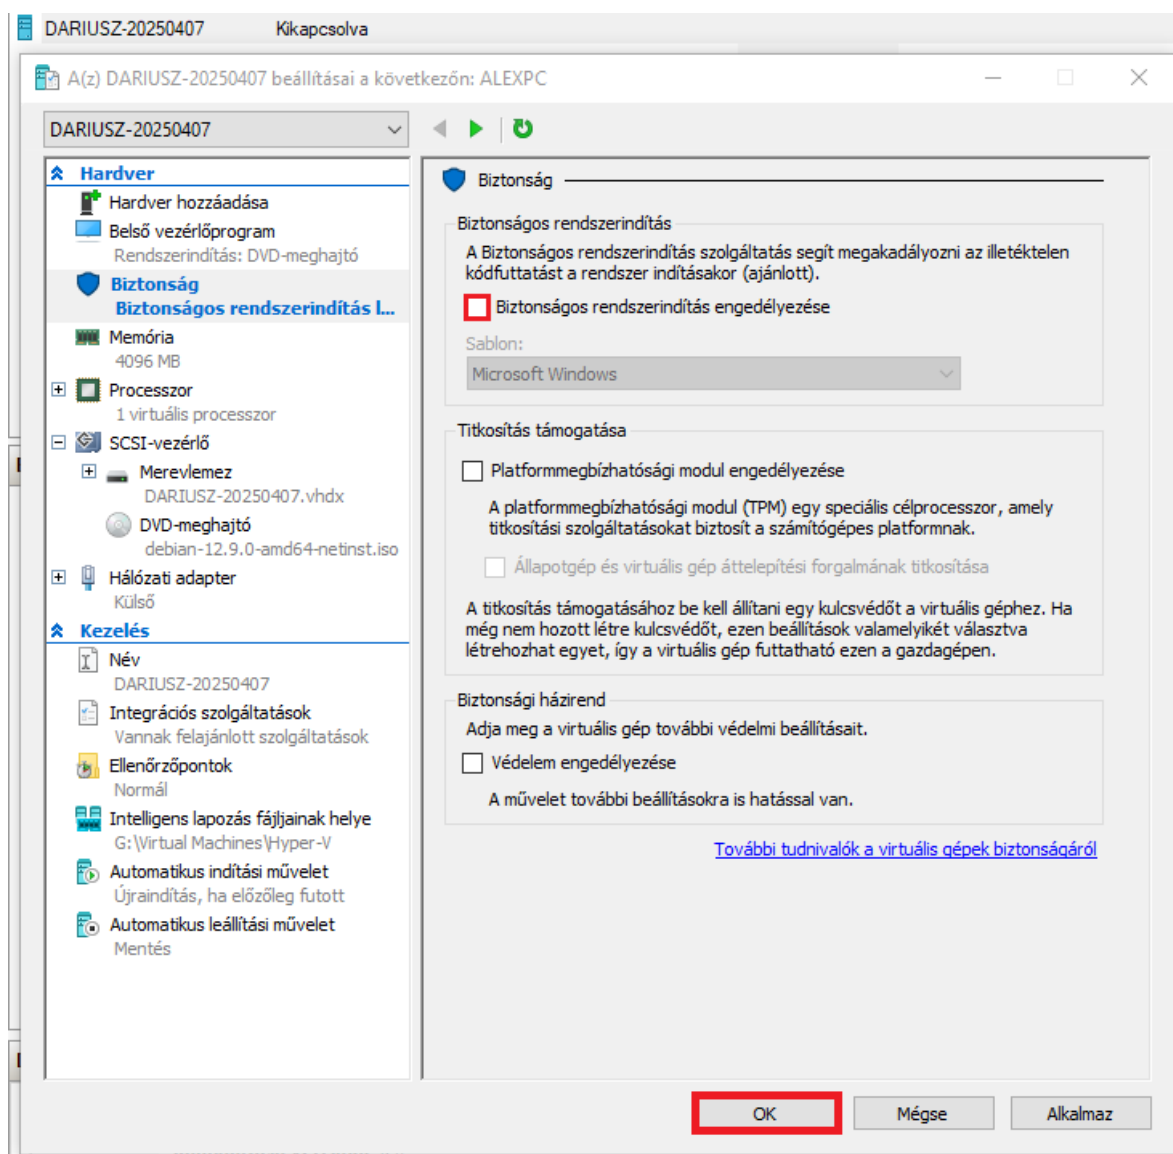 DARIUSZ-20250407 Kikapcsolva
A(z) DARIUSZ-20250407 beállításai a következőn: ALEXPC
DARIUSZ-20250407
Hardver
Hardver hozzáadása
Belső vezérlőprogram
Rendszerindítás: DVD-meghajtó
Biztonság
Biztonságos rendszerindítás l...
Memória
4096 MB
Processzor
1 virtuális processzor
SCSI-vezérlő
Merevlemez
DARIUSZ-20250407.vhdx
DVD-meghajtó
debian-12.9.0-amd64-netinst.iso
Hálózati adapter
Külső
Kezelés
Név
DARIUSZ-20250407
Integrációs szolgáltatások
Vannak felajánlott szolgáltatások
Ellenőrzőpontok
Normál
Intelligens lapozás fájljainak helye
G:\Virtual Machines\Hyper-V
Automatikus indítási művelet
Újraindítás, ha előzőleg futott
Automatikus leállítási művelet
Mentés
Biztonság
Biztonságos rendszerindítás
A Biztonságos rendszerindítás szolgáltatás segít megakadályozni az illetéktelen
kódfuttatást a rendszer indításakor (ajánlott).
Biztonságos rendszerindítás engedélyezése
Sablon:
Microsoft Windows
Titkosítás támogatása
Platformmegbízhatósági modul engedélyezése
A platformmegbízhatósági modul (TPM) egy speciális célprocesszor, amely
titkosítási szolgáltatásokat biztosít a számítógépes platformnak.
Állapotgép és virtuális gép áttelepítési forgalmának titkosítása
A titkosítás támogatásához be kell állítani egy kulcsvédőt a virtuális géphez. Ha
még nem hozott létre kulcsvédőt, ezen beállítások valamelyikét választva
létrehozhat egyet, így a virtuális gép futtatható ezen a gazdagépen.
Biztonsági házirend
Adja meg a virtuális gép további védelmi beállításait.
Védelem engedélyezése
A művelet további beállításokra is hatással van.
További tudnivalók a virtuális gépek biztonságáról
OK Mégse Alkalmaz